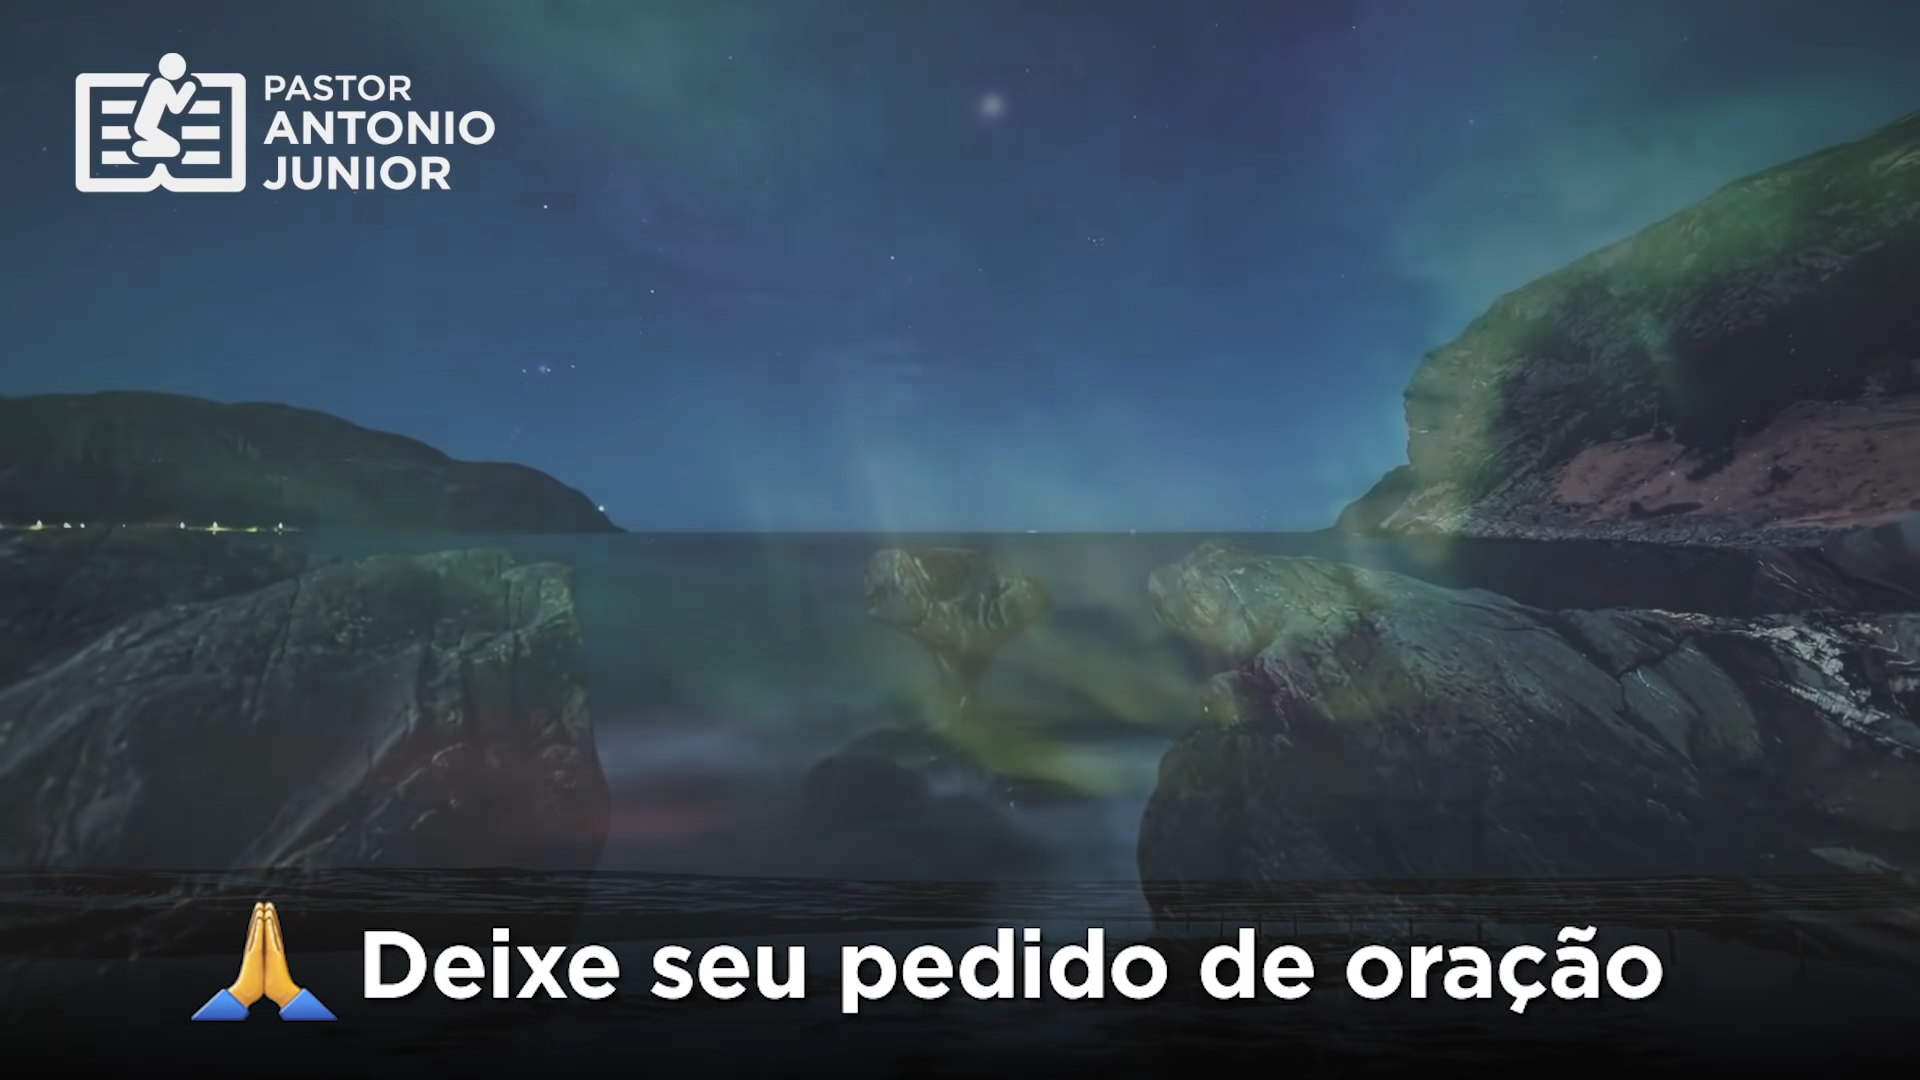 PASTOR
ANTONIO
JUNIOR
🙏 Deixe seu pedido de oração